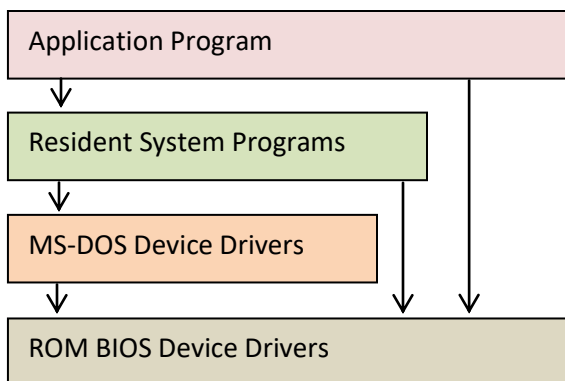 Application Program
Resident System Programs
MS-DOS Device Drivers
ROM BIOS Device Drivers